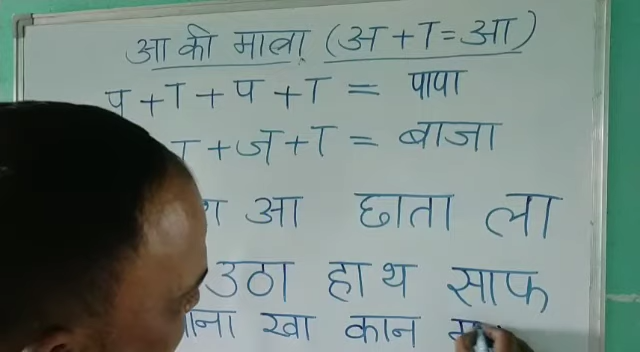 आ की मात्रा (अ + ा = आ)
प + ा + प + ा = पापा
ा + ज + ा = बाजा
आ छाता ला
उठा हाथ साफ
खा कान